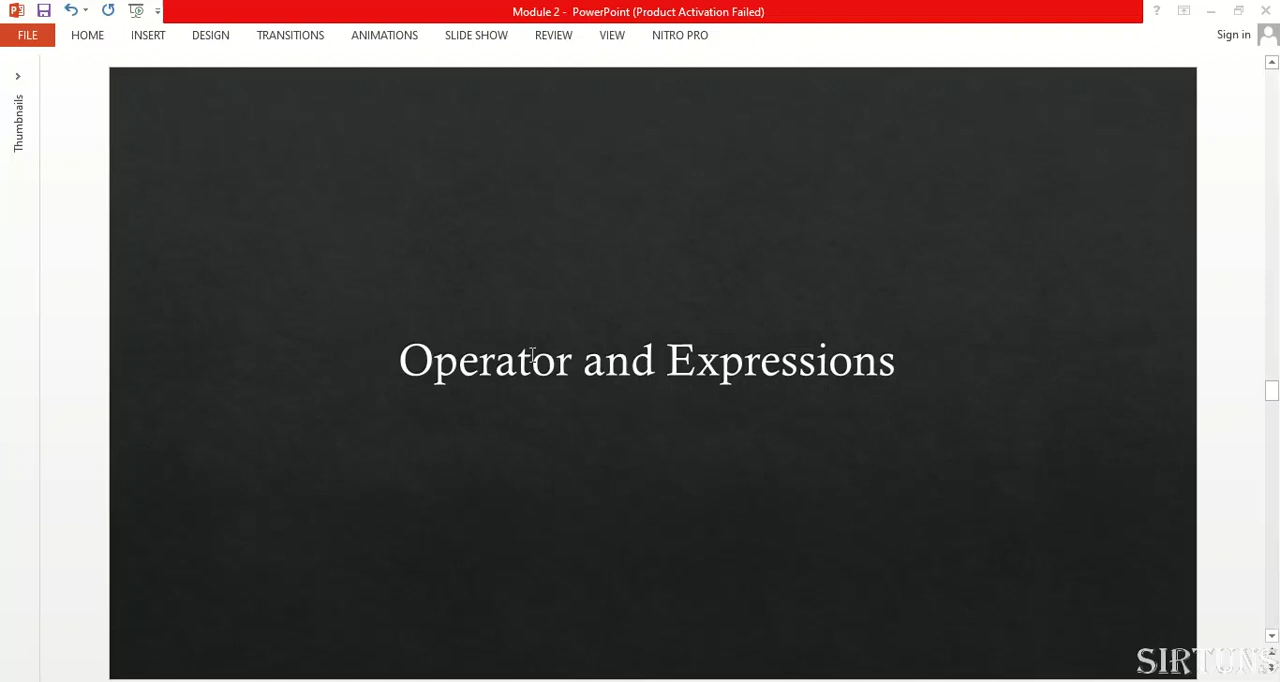 Module 2 - PowerPoint (Product Activation Failed)
?
FILE HOME INSERT DESIGN TRANSITIONS ANIMATIONS SLIDE SHOW REVIEW VIEW NITRO PRO
Sign in
Thumbnails
Operator and Expressions
SIRTUNS